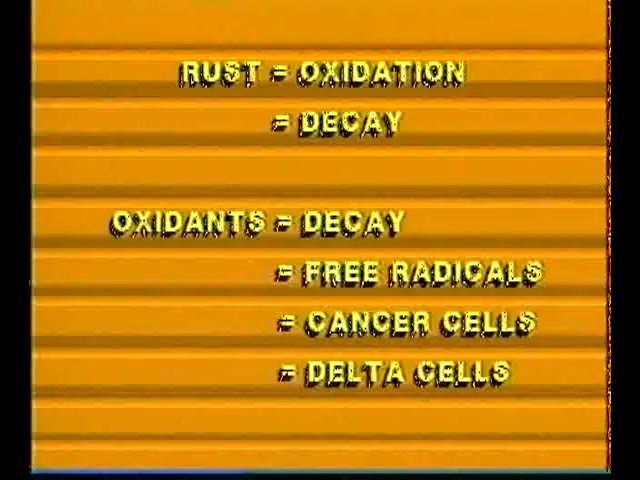 RUST = OXIDATION
= DECAY
OXIDANTS = DECAY
= FREE RADICALS
= CANCER CELLS
= DELTA CELLS